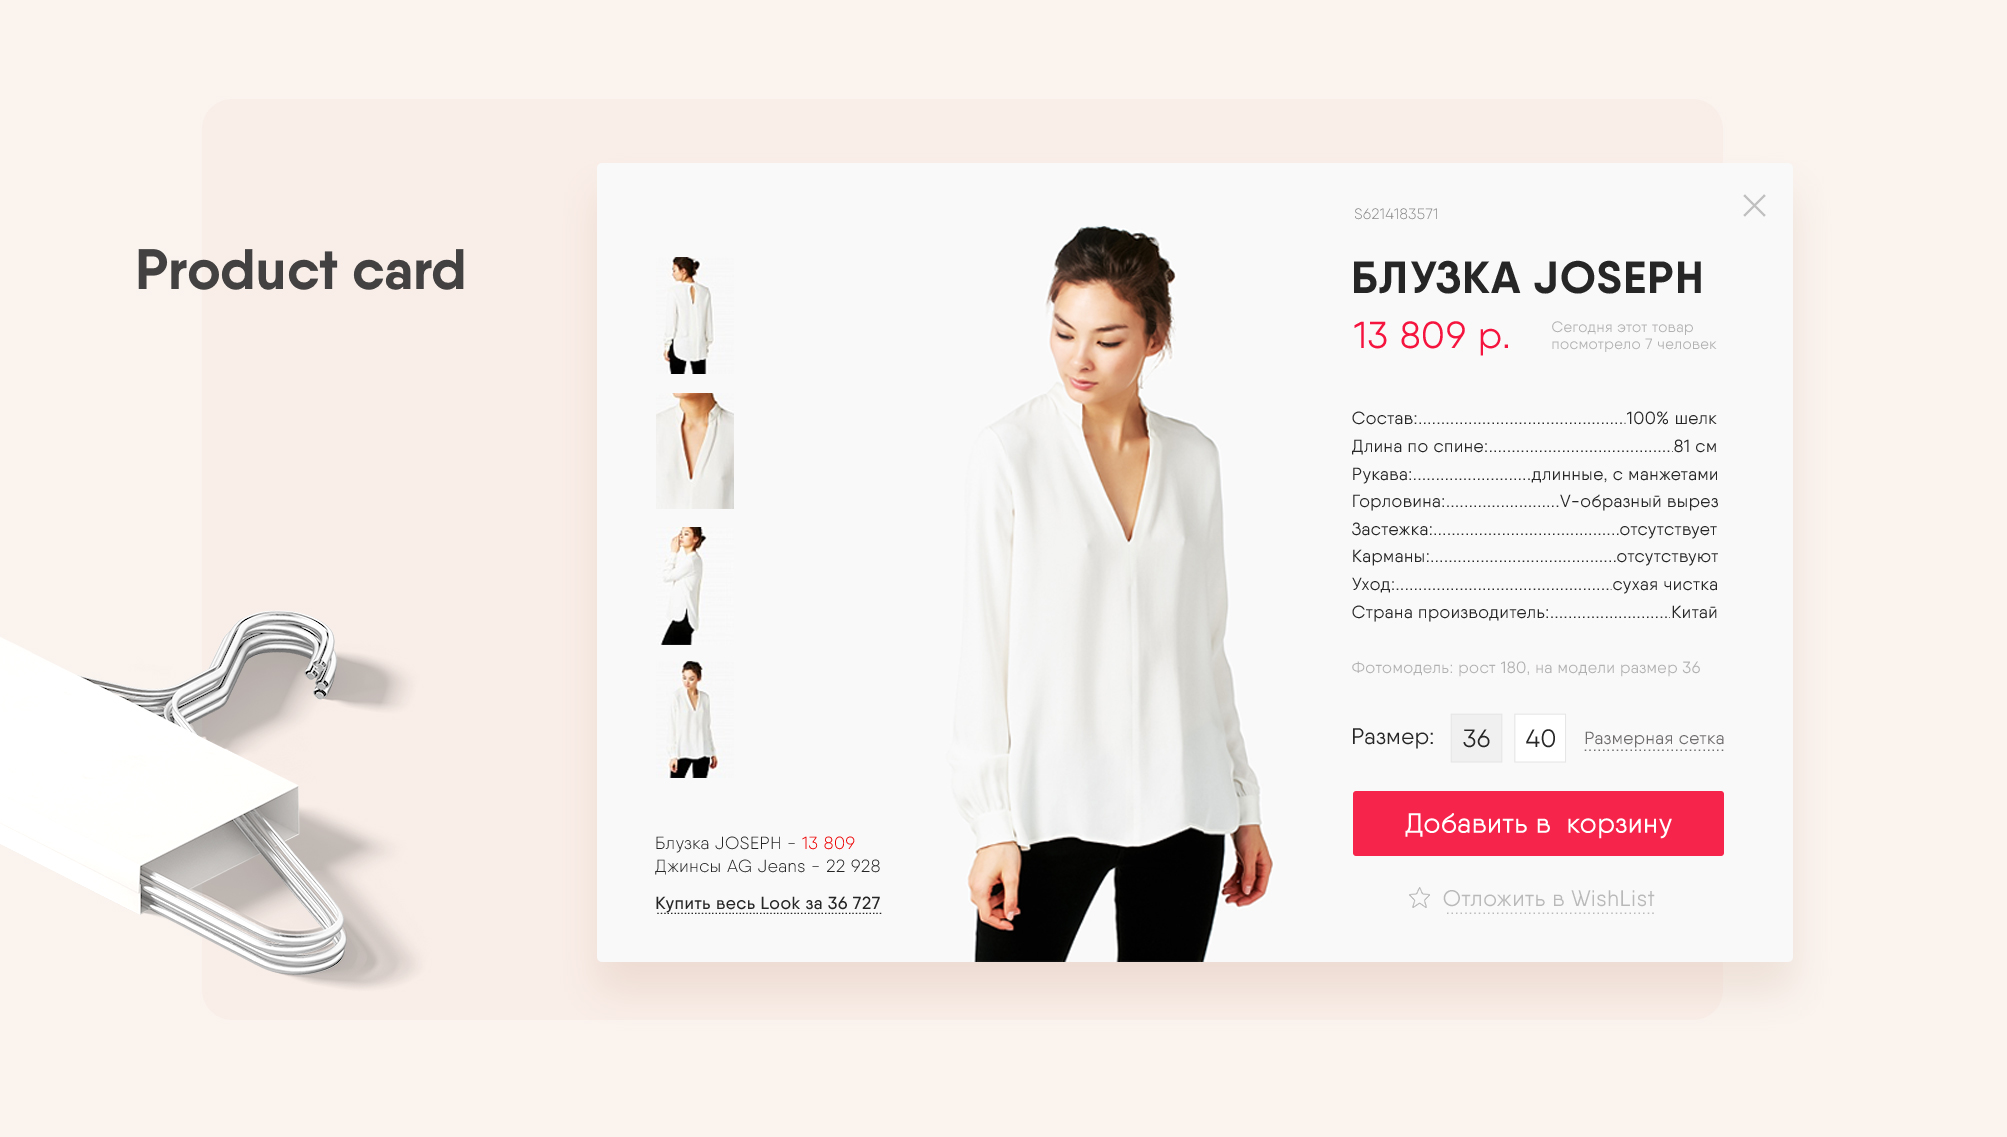 Product card
S6214183571
БЛУЗКА JOSEPH
13 809 р.
Сегодня этот товар
посмотрело 7 человек
Состав:..............................................100% шелк
Длина по спине:.........................................81 см
Рукава:..........................длинные, с манжетами
Горловина:.........................V-образный вырез
Застежка:.........................................отсутствует
Карманы:.........................................отсутствуют
Уход:................................................сухая чистка
Страна производитель:...........................Китай
Фотомодель: рост 180, на модели размер 36
Размер: 36 40 Размерная сетка
Добавить в корзину
Отложить в WishList
Блузка JOSEPH - 13 809
Джинсы AG Jeans - 22 928
Купить весь Look за 36 727